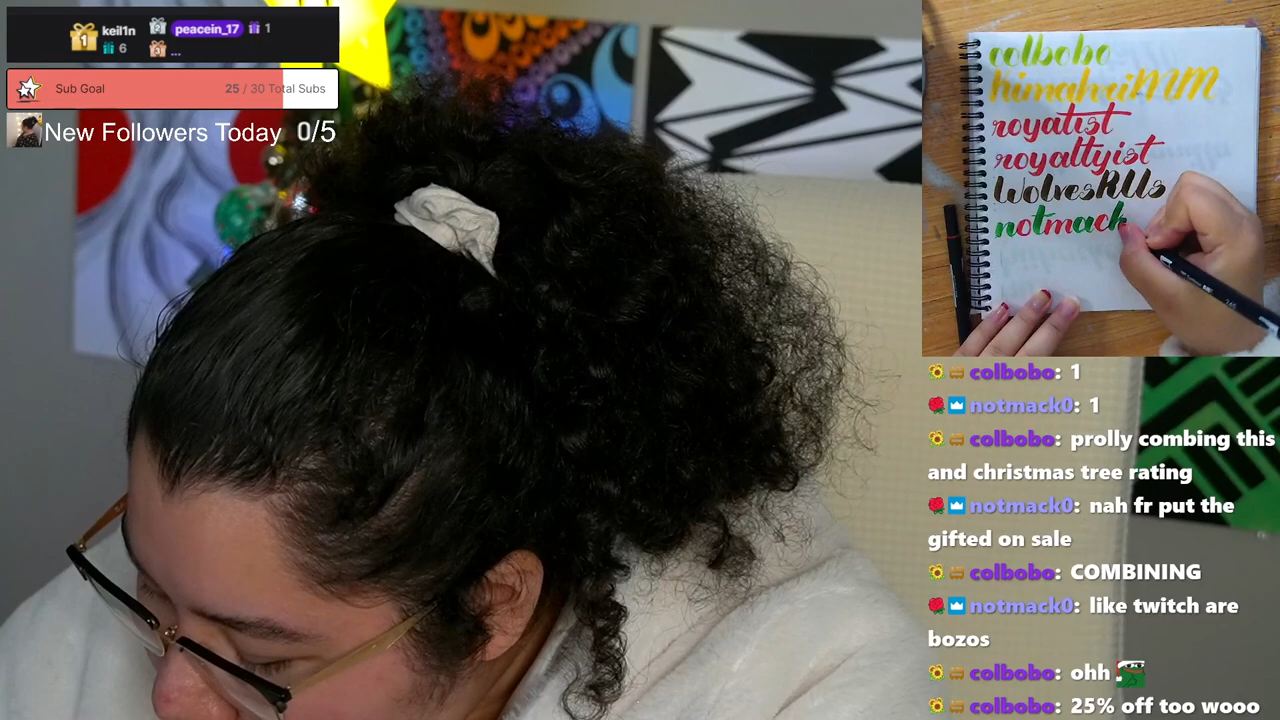 keil1n
6
peacein_17 1
...
Sub Goal 25 / 30 Total Subs
New Followers Today 0/5
colbobo
royatist
royaltyist
WolvesRUs
notmack
colbobo: 1
notmack0: 1
colbobo: prolly combing this
and christmas tree rating
notmack0: nah fr put the
gifted on sale
colbobo: COMBINING
notmack0: like twitch are
bozos
colbobo: ohh
colbobo: 25% off too wooo